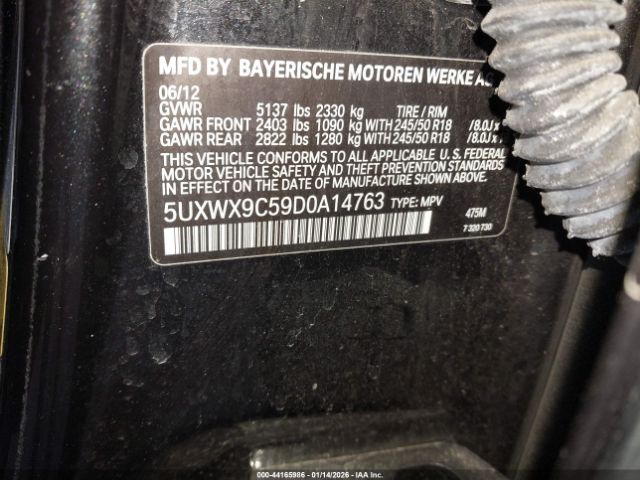 MFD BY BAYERISCHE MOTOREN WERKE AG
06/12
GVWR 5137 lbs 2330 kg TIRE / RIM
GAWR FRONT 2403 lbs 1090 kg WITH 245/50 R18 /8.0J x
GAWR REAR 2822 lbs 1280 kg WITH 245/50 R18 /8.0J x
THIS VEHICLE CONFORMS TO ALL APPLICABLE U. S. FEDERAL
MOTOR VEHICLE SAFETY AND THEFT PREVENTION STANDARDS
IN EFFECT ON THE DATE OF MANUFACTURE SHOWN ABOVE.
5UXWX9C59D0A14763 TYPE: MPV 475M
7 320 730
000-44165986 - 01/14/2026 - IAA Inc.